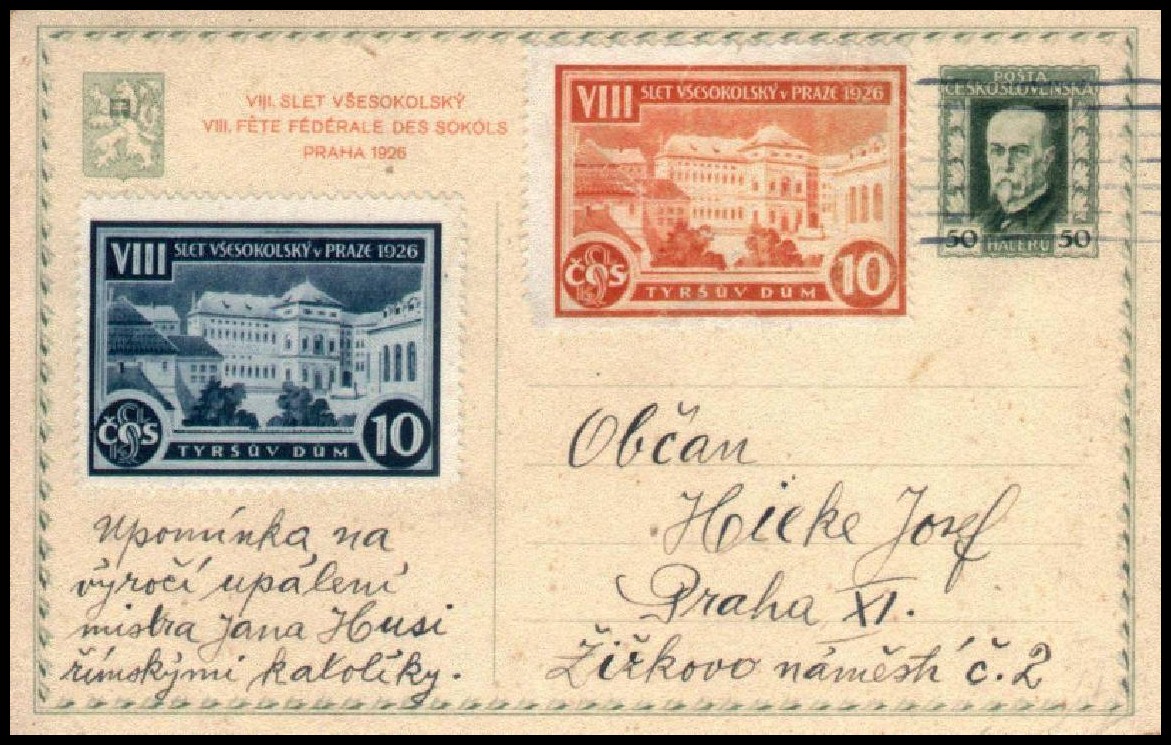 VIII. SLET VŠESOKOLSKÝ
VIII. FÊTE FÉDÉRALE DES SOKOLS
PRAHA 1926
VIII SLET VŠESOKOLSKÝ v PRAZE 1926
ČOS
TYRŠŮV DŮM
10
POŠTA
ČESKOSLOVENSKÁ
50 HALÉŘŮ 50
VIII SLET VŠESOKOLSKÝ v PRAZE 1926
ČOS
TYRŠŮV DŮM
10
Upomínka na
výročí upálení
mistra Jana Husi
římskými katolíky.
Občan
Hieke Josef
Praha XI.
Žižkovo náměstí č. 2